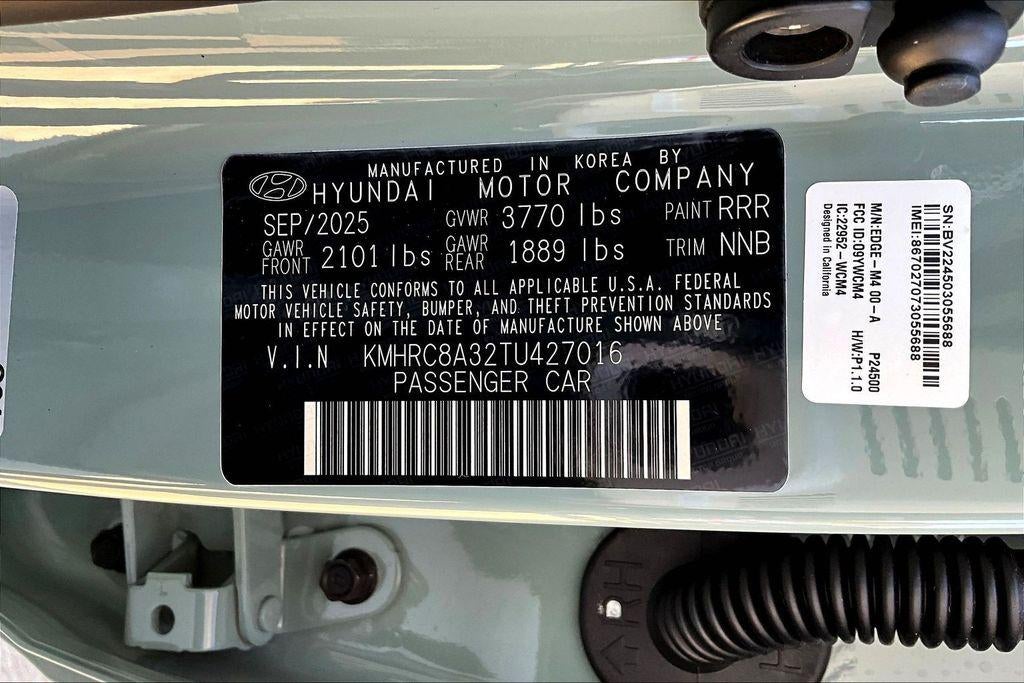 MANUFACTURED IN KOREA BY
HYUNDAI MOTOR COMPANY
SEP/2025 GVWR 3770 lbs PAINT RRR
GAWR FRONT 2101 lbs GAWR REAR 1889 lbs TRIM NNB
THIS VEHICLE CONFORMS TO ALL APPLICABLE U.S.A. FEDERAL
MOTOR VEHICLE SAFETY, BUMPER, AND THEFT PREVENTION STANDARDS
IN EFFECT ON THE DATE OF MANUFACTURE SHOWN ABOVE
V.I.N KMHRC8A32TU427016
PASSENGER CAR
SN:BV224503055688
IMEI:867027073055688
M/N:EDGE-M4 00-A P24500
FCC ID:O9YWCM4 H/W:P1.1.0
IC:22952-WCM4
Designed in California